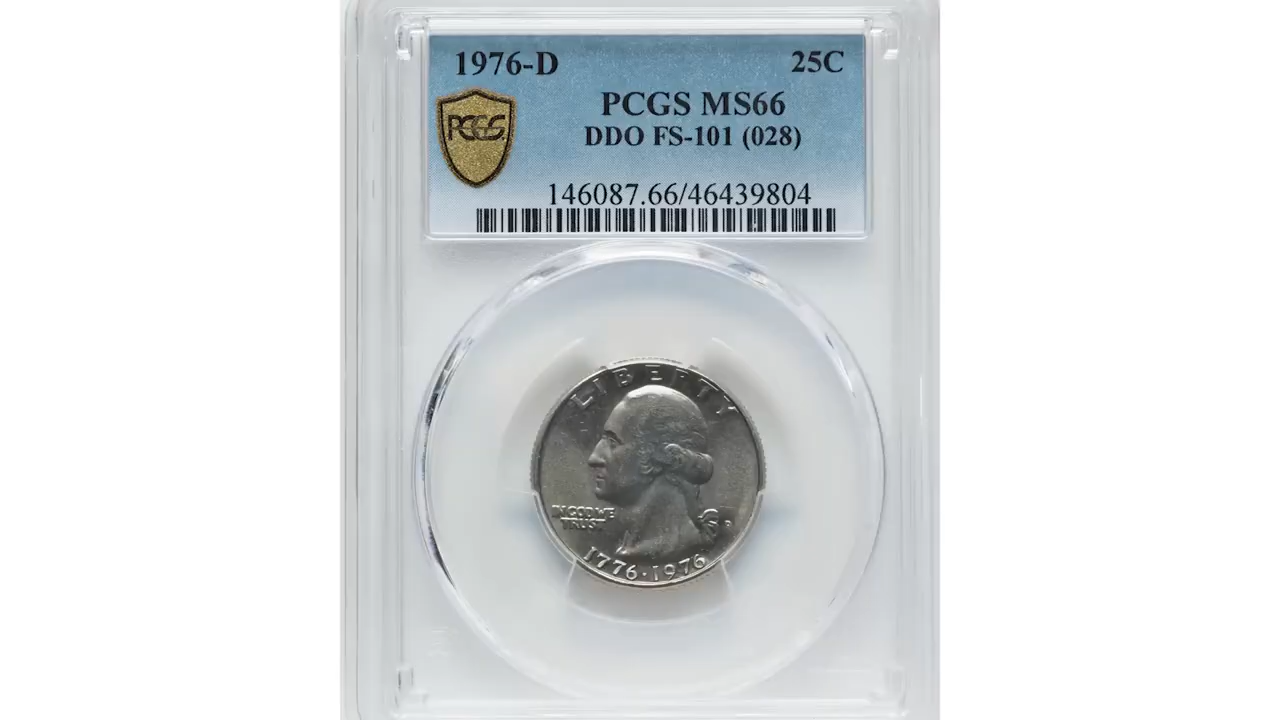 1976-D 25C
PCGS MS66
PCGS
DDO FS-101 (028)
146087.66/46439804
LIBERTY
IN GOD WE
TRUST
D
1776·1976